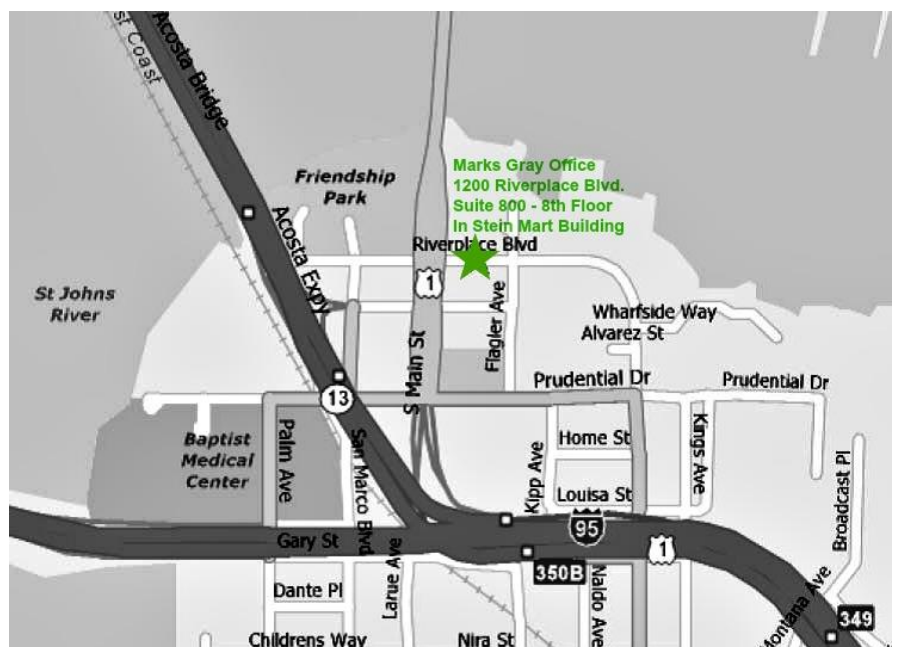 st Coast
Acosta Bridge
Friendship
Park
Marks Gray Office
1200 Riverplace Blvd.
Suite 800 - 8th Floor
In Stein Mart Building
Riverplace Blvd
Acosta Expy
1
St Johns
River
Flagler Ave
Wharfside Way
Alvarez St
S Main St
Prudential Dr
Prudential Dr
13
Baptist
Medical
Center
Palm Ave
San Marco Blvd
Kipp Ave
Home St
Kings Ave
Louisa St
Broadcast Pl
95
1
Gary St
350B
Larue Ave
Dante Pl
Naldo Ave
Montana Ave
349
Childrens Way
Nira St